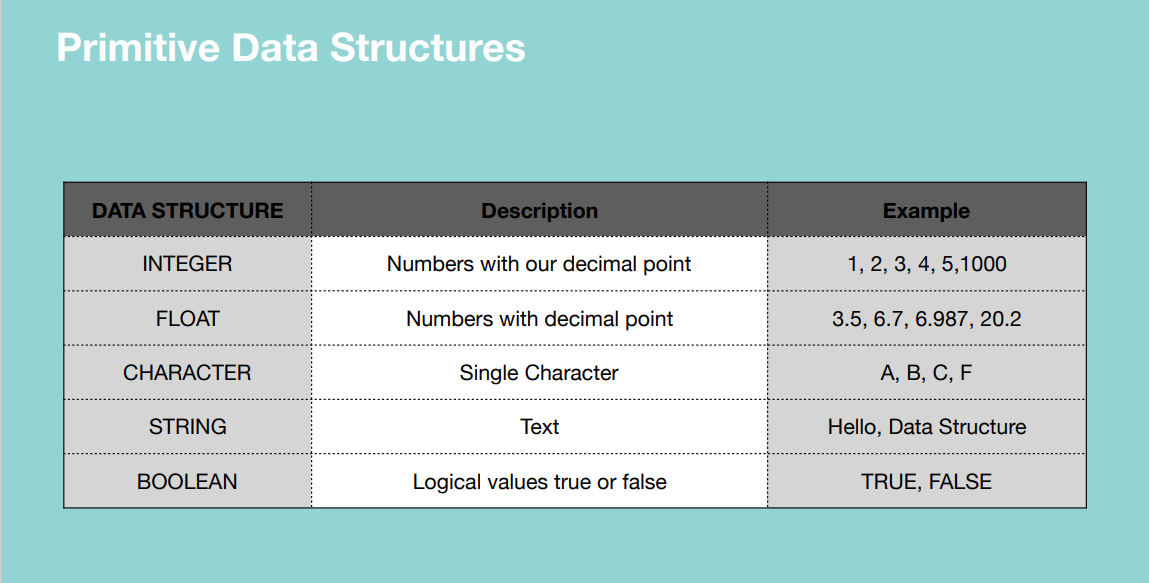 Primitive Data Structures
DATA STRUCTURE Description Example
INTEGER Numbers with our decimal point 1, 2, 3, 4, 5,1000
FLOAT Numbers with decimal point 3.5, 6.7, 6.987, 20.2
CHARACTER Single Character A, B, C, F
STRING Text Hello, Data Structure
BOOLEAN Logical values true or false TRUE, FALSE